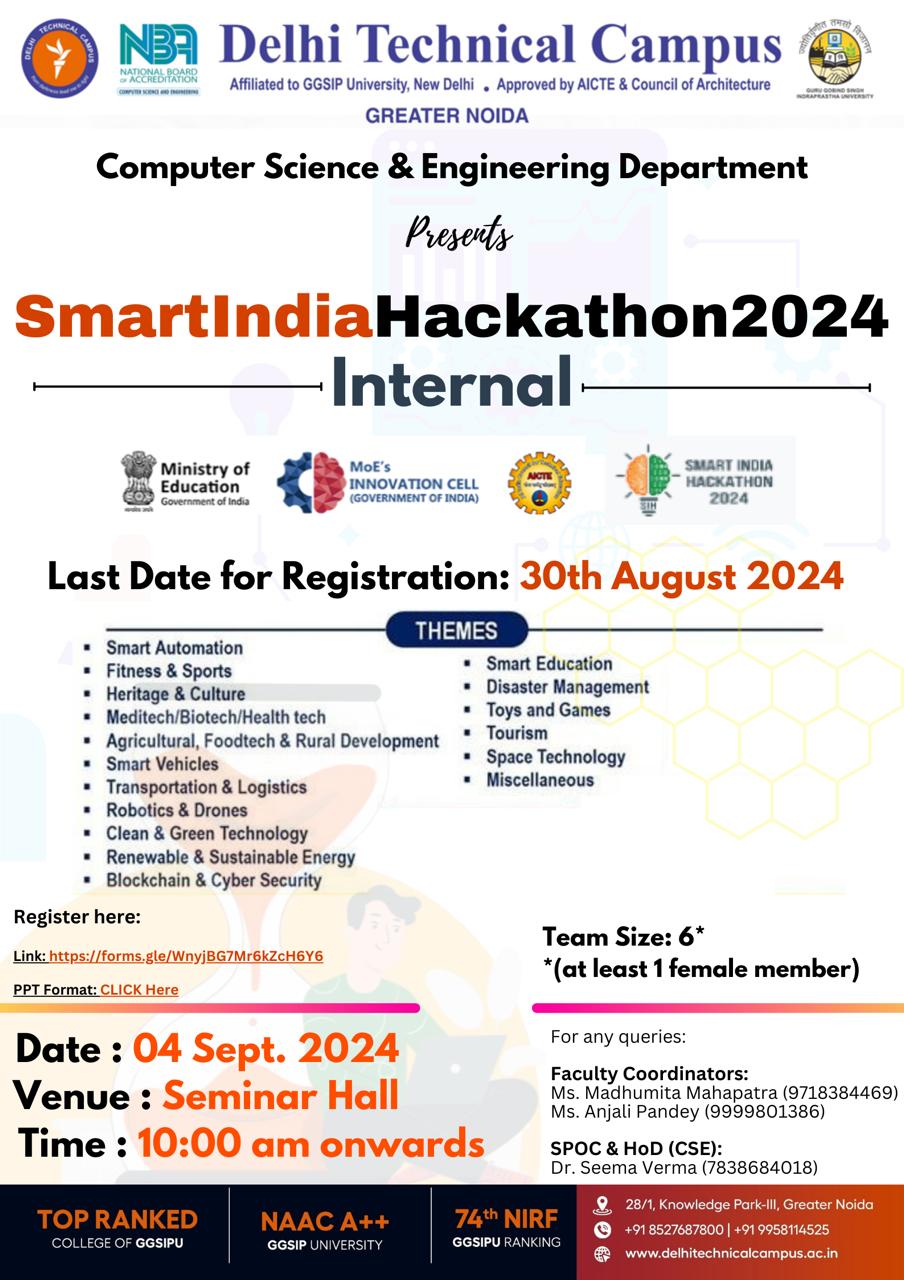 DELHI TECHNICAL CAMPUS
NBA
NATIONAL BOARD
of ACCREDITATION
COMPUTER SCIENCE AND ENGINEERING
Delhi Technical Campus
Affiliated to GGSIP University, New Delhi • Approved by AICTE & Council of Architecture
GREATER NOIDA
GURU GOBIND SINGH
INDRAPRASTHA UNIVERSITY
Computer Science & Engineering Department
Presents
SmartIndiaHackathon2024
Internal
Ministry of
Education
Government of India
MoE's
INNOVATION CELL
(GOVERNMENT OF INDIA)
AICTE
SIH
SMART INDIA
HACKATHON
2024
Last Date for Registration: 30th August 2024
THEMES
▪ Smart Automation
▪ Fitness & Sports
▪ Heritage & Culture
▪ Meditech/Biotech/Health tech
▪ Agricultural, Foodtech & Rural Development
▪ Smart Vehicles
▪ Transportation & Logistics
▪ Robotics & Drones
▪ Clean & Green Technology
▪ Renewable & Sustainable Energy
▪ Blockchain & Cyber Security
▪ Smart Education
▪ Disaster Management
▪ Toys and Games
▪ Tourism
▪ Space Technology
▪ Miscellaneous
Register here:
Link: https://forms.gle/WnyjBG7Mr6kZcH6Y6
PPT Format: CLICK Here
Team Size: 6*
*(at least 1 female member)
Date : 04 Sept. 2024
Venue : Seminar Hall
Time : 10:00 am onwards
For any queries:
Faculty Coordinators:
Ms. Madhumita Mahapatra (9718384469)
Ms. Anjali Pandey (9999801386)
SPOC & HoD (CSE):
Dr. Seema Verma (7838684018)
TOP RANKED
COLLEGE OF GGSIPU
NAAC A++
GGSIP UNIVERSITY
74th NIRF
GGSIPU RANKING
28/1, Knowledge Park-III, Greater Noida
+91 8527687800 | +91 9958114525
www.delhitechnicalcampus.ac.in